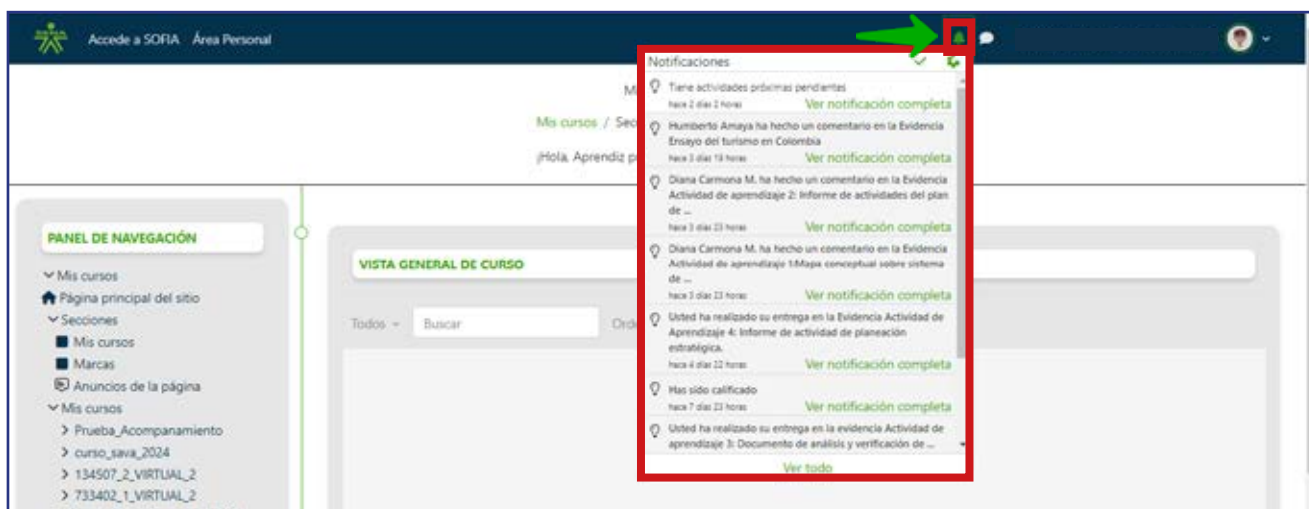 Accede a SOFIA Área Personal
Notificaciones
Tiene actividades próximas pendientes
hace 2 días 2 horas Ver notificación completa
Humberto Amaya ha hecho un comentario en la Evidencia
Ensayo del turismo en Colombia
hace 3 días 19 horas Ver notificación completa
Diana Carmona M. ha hecho un comentario en la Evidencia
Actividad de aprendizaje 2: Informe de actividades del plan
de ...
hace 3 días 23 horas Ver notificación completa
Diana Carmona M. ha hecho un comentario en la Evidencia
Actividad de aprendizaje 1:Mapa conceptual sobre sistema
de ...
hace 3 días 23 horas Ver notificación completa
Usted ha realizado su entrega en la Evidencia Actividad de
Aprendizaje 4: Informe de actividad de planeación
estratégica.
hace 4 días 22 horas Ver notificación completa
Has sido calificado
hace 7 días 23 horas Ver notificación completa
Usted ha realizado su entrega en la evidencia Actividad de
aprendizaje 3: Documento de análisis y verificación de ...
Ver todo
Mis cursos / Sec
¡Hola, Aprendiz p
PANEL DE NAVEGACIÓN
Mis cursos
Página principal del sitio
Secciones
Mis cursos
Marcas
Anuncios de la página
Mis cursos
Prueba_Acompanamiento
curso_sava_2024
134507_2_VIRTUAL_2
733402_1_VIRTUAL_2
VISTA GENERAL DE CURSO
Todos Buscar Orde